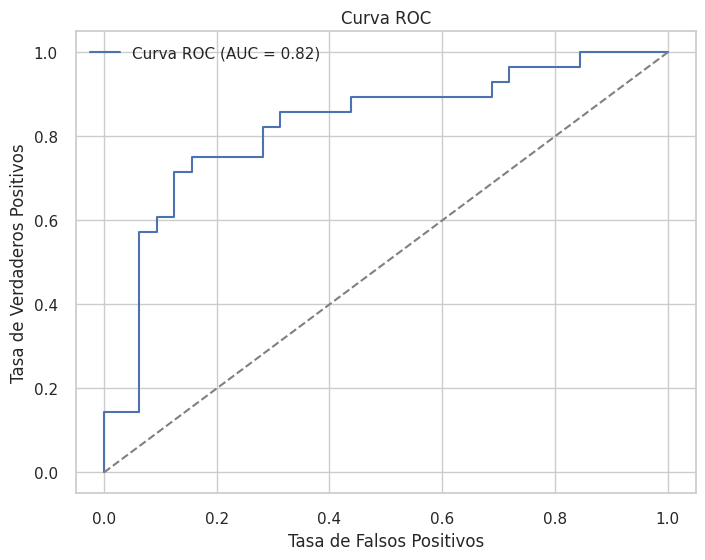 Curva ROC
Curva ROC (AUC = 0.82)
Tasa de Verdaderos Positivos
1.0
0.8
0.6
0.4
0.2
0.0
0.0 0.2 0.4 0.6 0.8 1.0
Tasa de Falsos Positivos